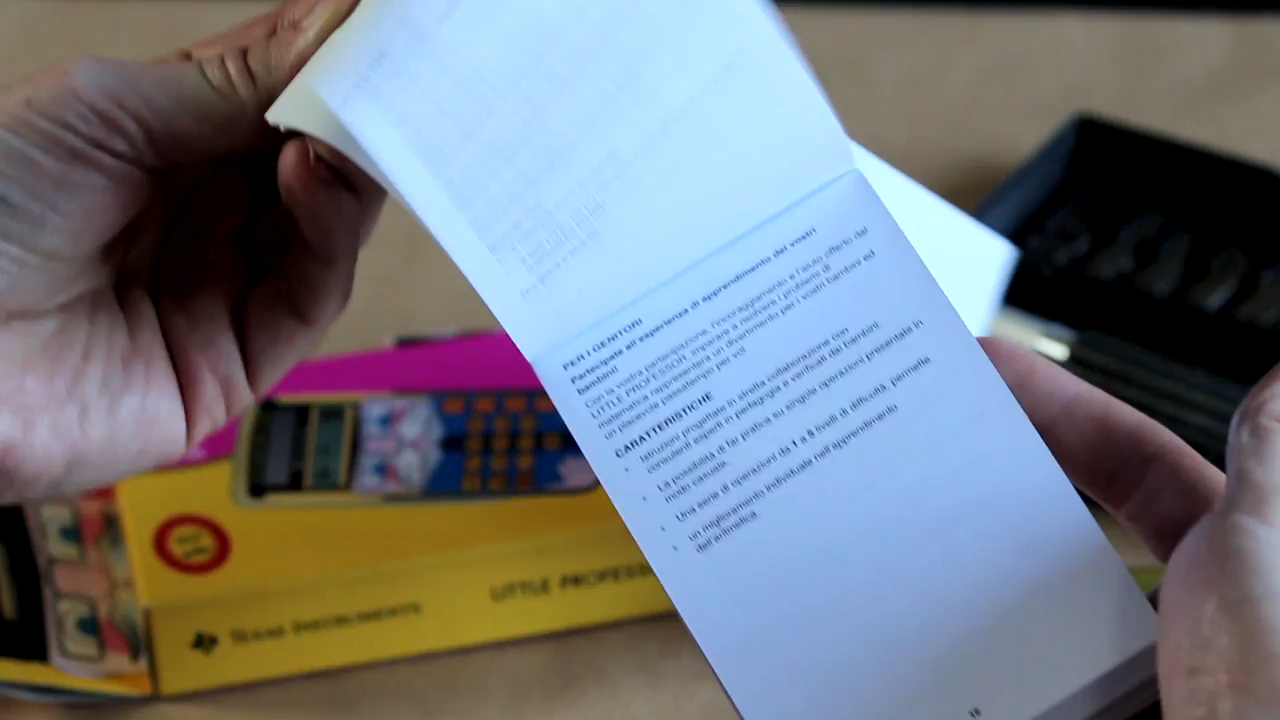 PER I GENITORI
Partecipate all'esperienza di apprendimento dei vostri
bambini!
Con la vostra partecipazione, l'incoraggiamento e l'aiuto offerto dal
LITTLE PROFESSOR, imparare a risolvere i problemi di
matematica rappresenterà un divertimento per i vostri bambini ed
un piacevole passatempo per voi
CARATTERISTICHE
• Istruzioni progettate in stretta collaborazione con
consulenti esperti in pedagogia e verificati dai bambini.
• La possibilità di far pratica su singole operazioni presentate in
modo casuale.
• Una serie di operazioni da 1 a 5 livelli di difficoltà, permette
• un miglioramento individuale nell'apprendimento
dell'aritmetica.
TEXAS INSTRUMENTS
LITTLE PROFESS